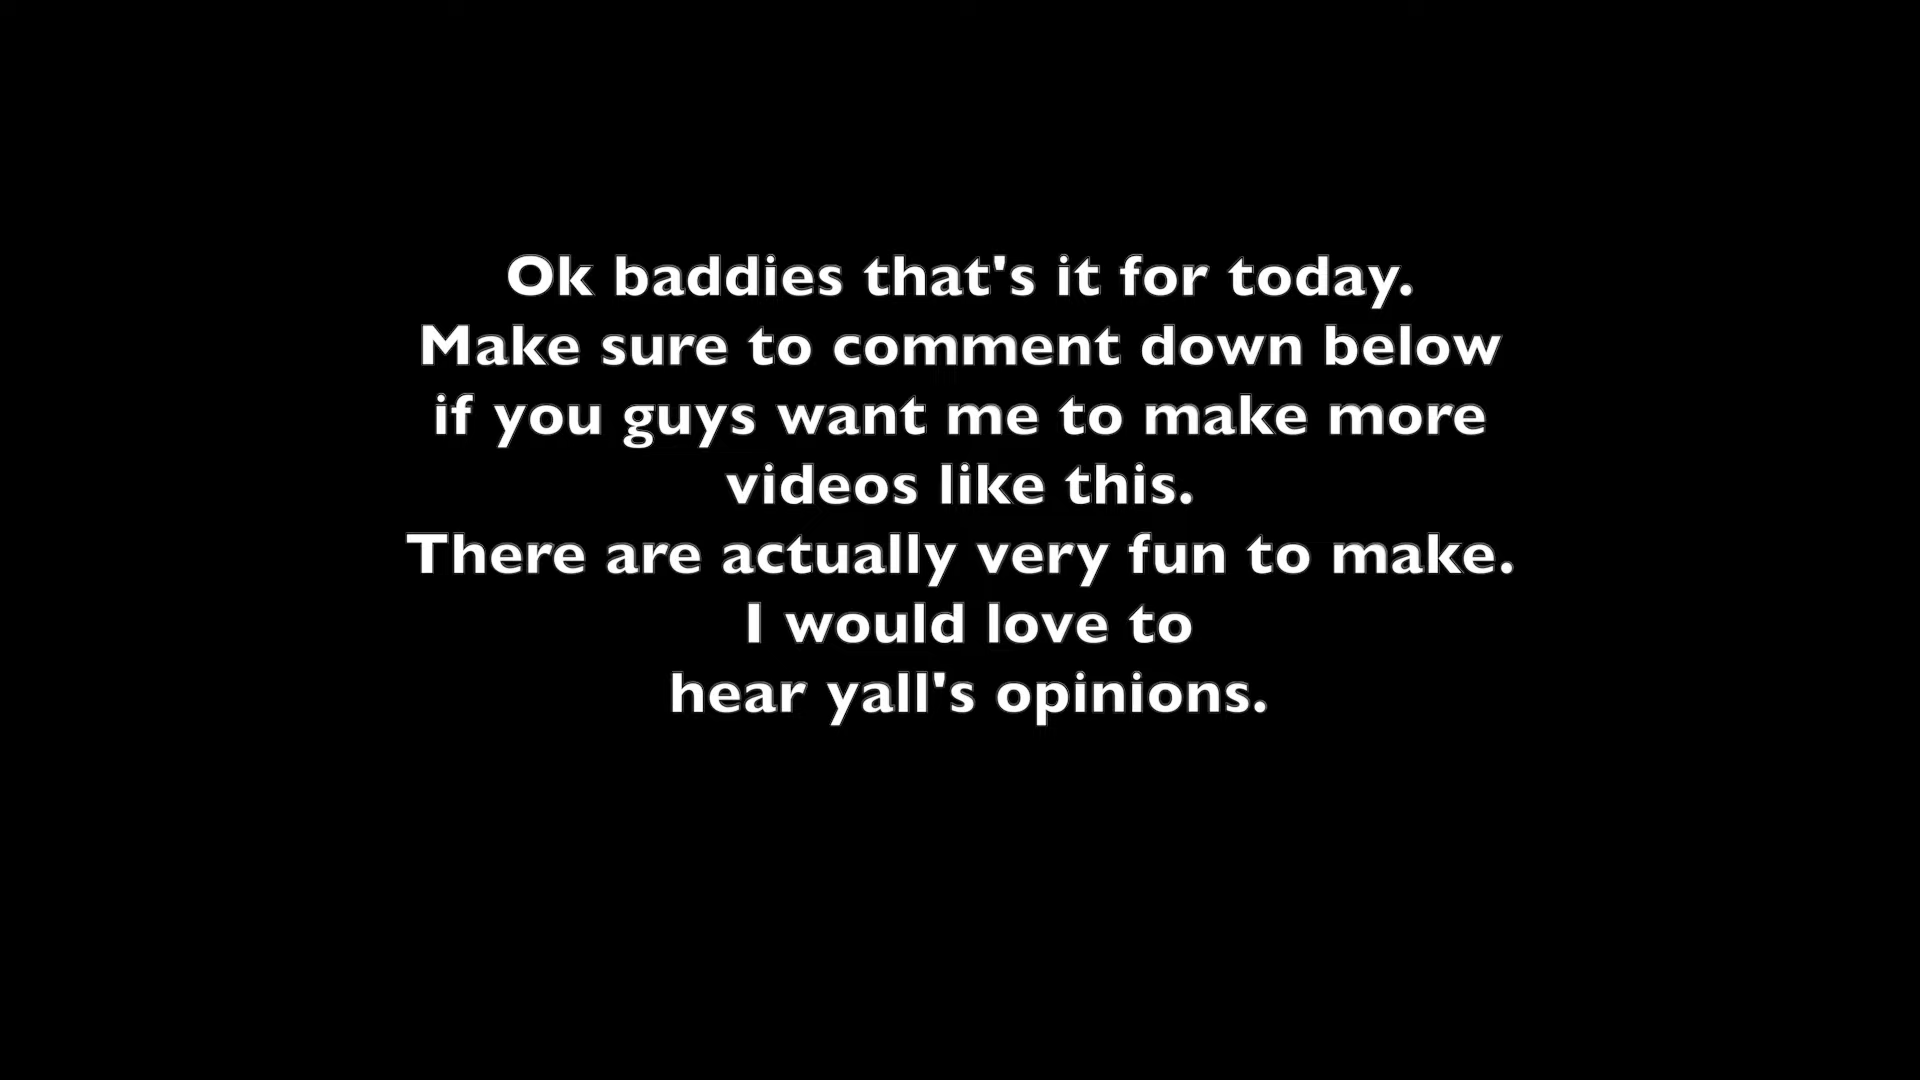 Ok baddies that's it for today.
Make sure to comment down below
if you guys want me to make more
videos like this.
There are actually very fun to make.
I would love to
hear yall's opinions.